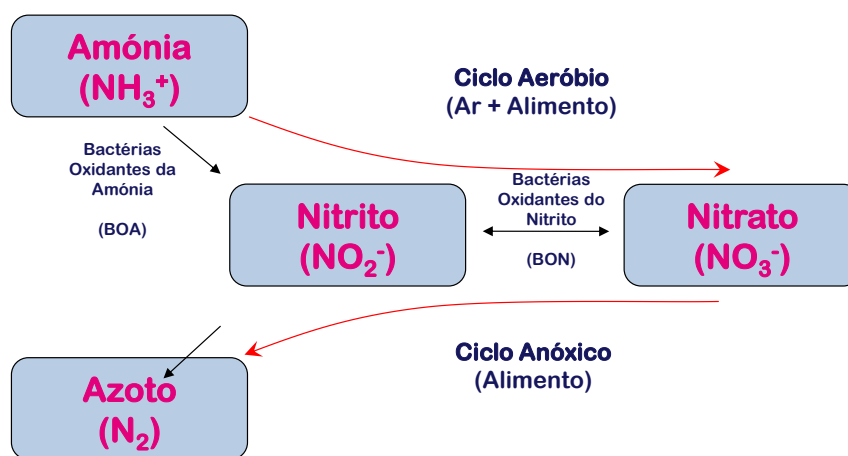 Amónia
(NH₃⁺)
Ciclo Aeróbio
(Ar + Alimento)
Bactérias
Oxidantes da
Amónia
(BOA)
Nitrito
(NO₂⁻)
Bactérias
Oxidantes do
Nitrito
(BON)
Nitrato
(NO₃⁻)
Ciclo Anóxico
(Alimento)
Azoto
(N₂)